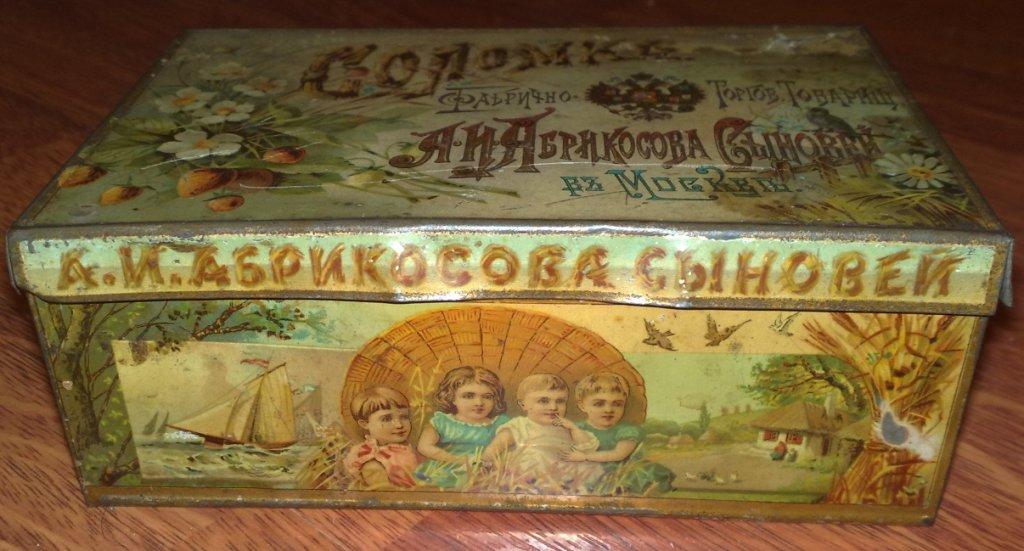 Соломка
Фабрично- Торгов. Товарищ.
А. И. Абрикосова Сыновей
въ Москвѣ.
А. И. АБРИКОСОВА СЫНОВЕЙ